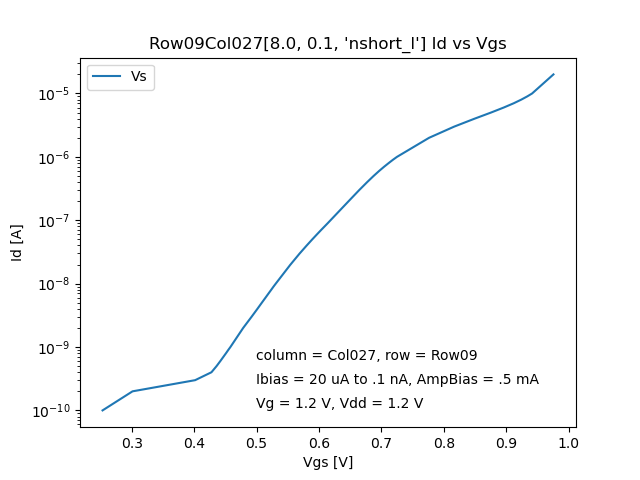 Row09Col027[8.0, 0.1, 'nshort_l'] Id vs Vgs
Vs
10⁻⁵
10⁻⁶
10⁻⁷
10⁻⁸
10⁻⁹
10⁻¹⁰
Id [A]
column = Col027, row = Row09
Ibias = 20 uA to .1 nA, AmpBias = .5 mA
Vg = 1.2 V, Vdd = 1.2 V
0.3 0.4 0.5 0.6 0.7 0.8 0.9 1.0
Vgs [V]